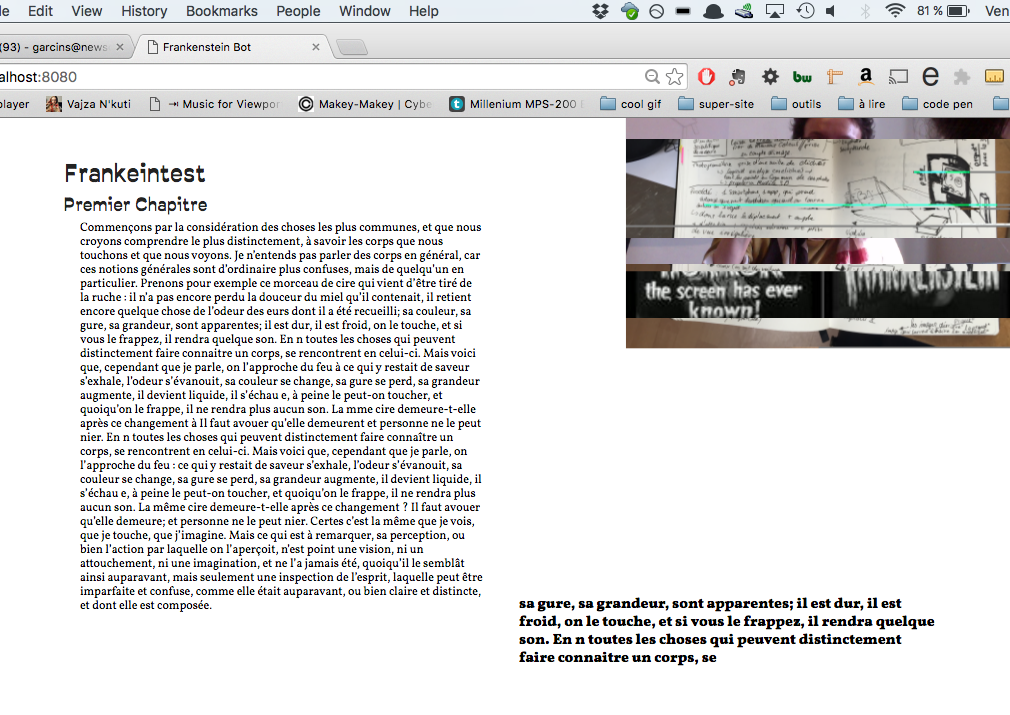 le Edit View History Bookmarks People Window Help 81 % Ven
(93) - garcins@news × Frankenstein Bot ×
alhost:8080
player Vajza N'kuti ⇥ Music for Viewpor Makey-Makey | Cybe Millenium MPS-200 cool gif super-site outils à lire code pen
Frankeintest
Premier Chapitre
Commençons par la considération des choses les plus communes, et que nous
croyons comprendre le plus distinctement, à savoir les corps que nous
touchons et que nous voyons. Je n'entends pas parler des corps en général, car
ces notions générales sont d'ordinaire plus confuses, mais de quelqu'un en
particulier. Prenons pour exemple ce morceau de cire qui vient d'être tiré de
la ruche : il n'a pas encore perdu la douceur du miel qu'il contenait, il retient
encore quelque chose de l'odeur des eurs dont il a été recueilli; sa couleur, sa
gure, sa grandeur, sont apparentes; il est dur, il est froid, on le touche, et si
vous le frappez, il rendra quelque son. En n toutes les choses qui peuvent
distinctement faire connaitre un corps, se rencontrent en celui-ci. Mais voici
que, cependant que je parle, on l'approche du feu à ce qui y restait de saveur
s'exhale, l'odeur s'évanouit, sa couleur se change, sa gure se perd, sa grandeur
augmente, il devient liquide, il s'échau e, à peine le peut-on toucher, et
quoiqu'on le frappe, il ne rendra plus aucun son. La mme cire demeure-t-elle
après ce changement à Il faut avouer qu'elle demeurent et personne ne le peut
nier. En n toutes les choses qui peuvent distinctement faire connaître un
corps, se rencontrent en celui-ci. Mais voici que, cependant que je parle, on
l'approche du feu : ce qui y restait de saveur s'exhale, l'odeur s'évanouit, sa
couleur se change, sa gure se perd, sa grandeur augmente, il devient liquide, il
s'échau e, à peine le peut-on toucher, et quoiqu'on le frappe, il ne rendra plus
aucun son. La même cire demeure-t-elle après ce changement ? Il faut avouer
qu'elle demeure; et personne ne le peut nier. Certes c'est la même que je vois,
que je touche, que j'imagine. Mais ce qui est à remarquer, sa perception, ou
bien l'action par laquelle on l'aperçoit, n'est point une vision, ni un
attouchement, ni une imagination, et ne l'a jamais été, quoiqu'il le semblât
ainsi auparavant, mais seulement une inspection de l'esprit, laquelle peut être
imparfaite et confuse, comme elle était auparavant, ou bien claire et distincte,
et dont elle est composée.
the screen has ever
known!
sa gure, sa grandeur, sont apparentes; il est dur, il est
froid, on le touche, et si vous le frappez, il rendra quelque
son. En n toutes les choses qui peuvent distinctement
faire connaitre un corps, se